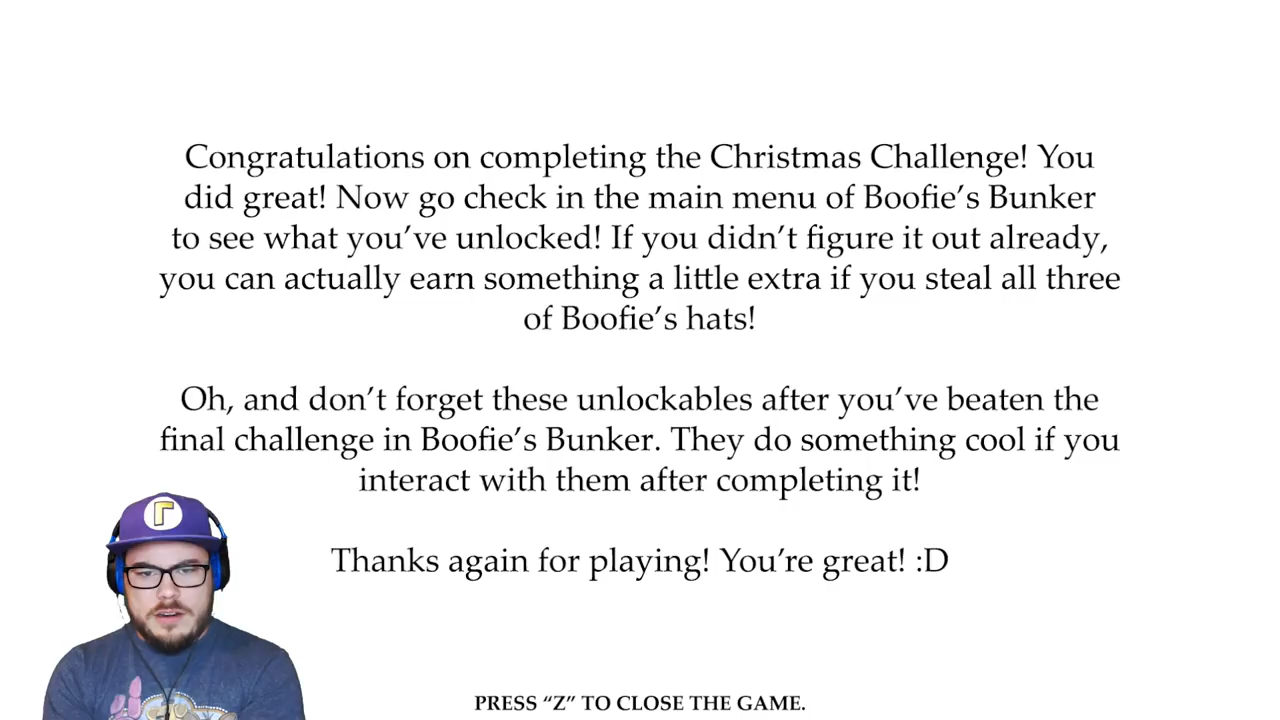 Congratulations on completing the Christmas Challenge! You
did great! Now go check in the main menu of Boofie’s Bunker
to see what you’ve unlocked! If you didn’t figure it out already,
you can actually earn something a little extra if you steal all three
of Boofie’s hats!
Oh, and don’t forget these unlockables after you’ve beaten the
final challenge in Boofie’s Bunker. They do something cool if you
interact with them after completing it!
Thanks again for playing! You’re great! :D
PRESS “Z” TO CLOSE THE GAME.